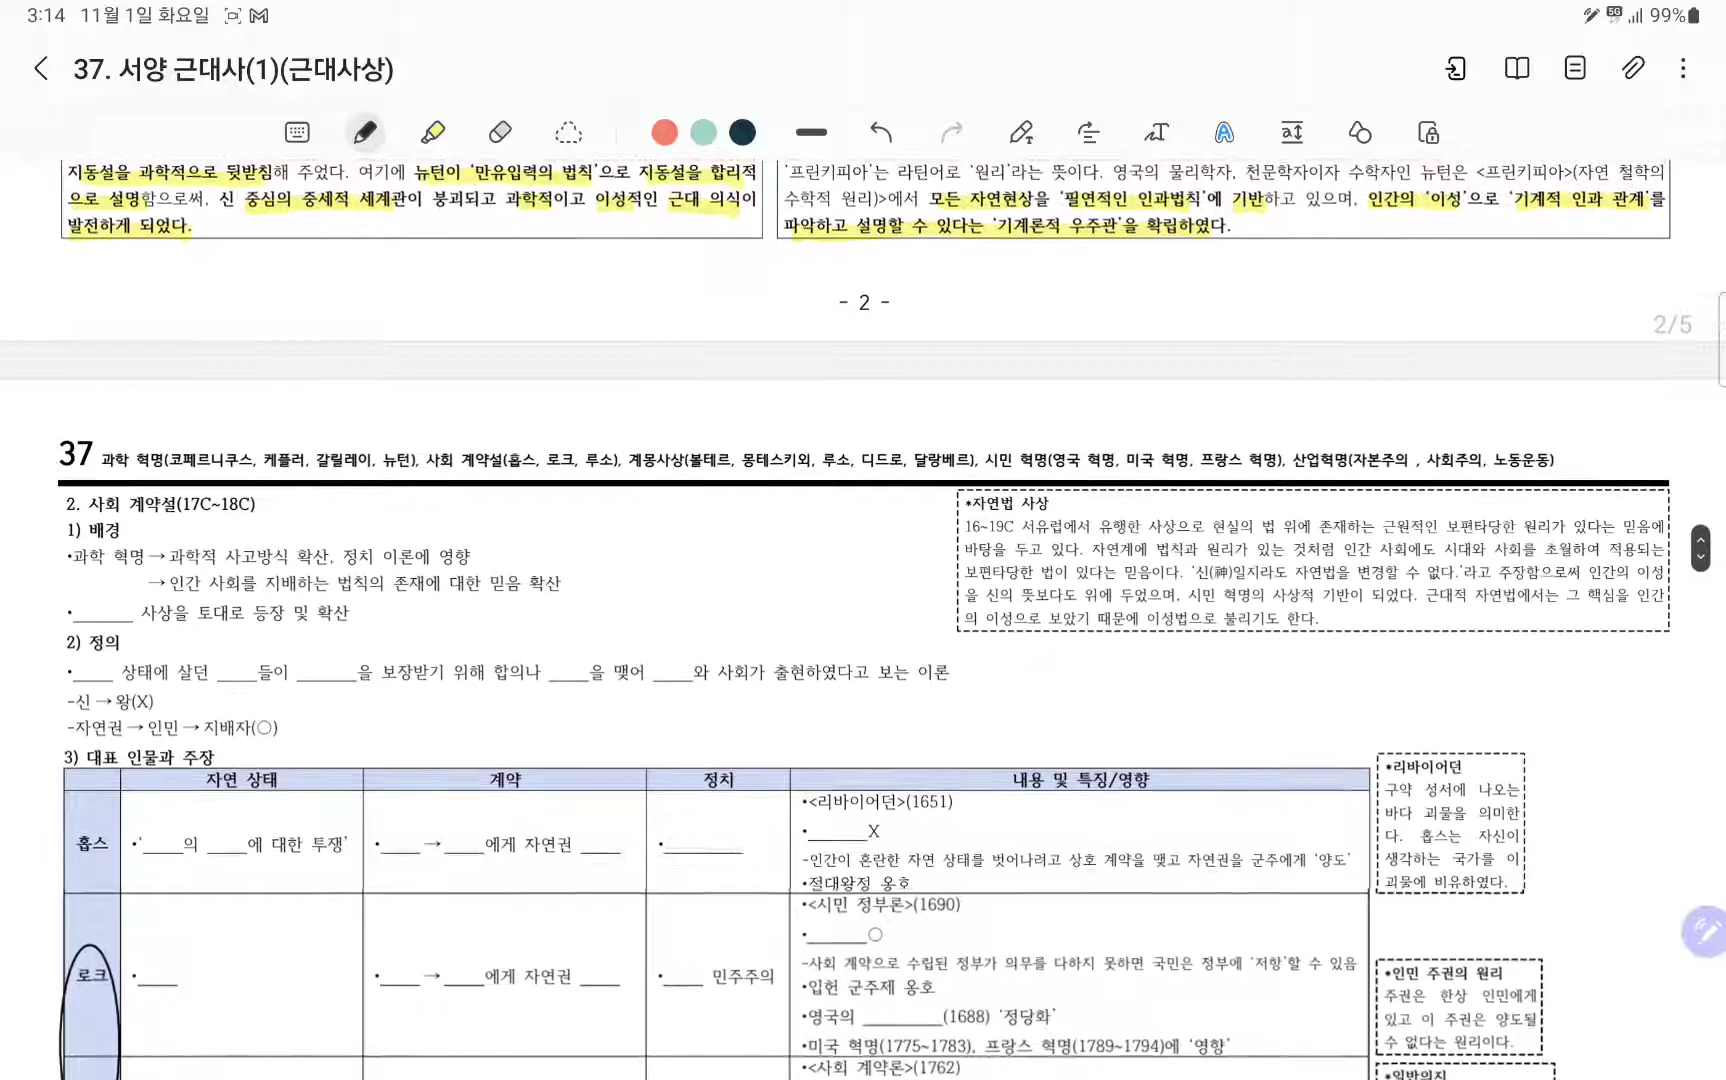 3:14 11월 1일 화요일
5G 99%
37. 서양 근대사(1)(근대사상)
지동설을 과학적으로 뒷받침해 주었다. 여기에 뉴턴이 ‘만유입력의 법칙’으로 지동설을 합리적
으로 설명함으로써, 신 중심의 중세적 세계관이 붕괴되고 과학적이고 이성적인 근대 의식이
발전하게 되었다.
‘프린키피아’는 라틴어로 ‘원리’라는 뜻이다. 영국의 물리학자, 천문학자이자 수학자인 뉴턴은 <프린키피아>(자연 철학의
수학적 원리)>에서 모든 자연현상을 ‘필연적인 인과법칙’에 기반하고 있으며, 인간의 ‘이성’으로 ‘기계적 인과 관계’를
파악하고 설명할 수 있다는 ‘기계론적 우주관’을 확립하였다.
- 2 -
2/5
37 과학 혁명(코페르니쿠스, 케플러, 갈릴레이, 뉴턴), 사회 계약설(홉스, 로크, 루소), 계몽사상(볼테르, 몽테스키외, 루소, 디드로, 달랑베르), 시민 혁명(영국 혁명, 미국 혁명, 프랑스 혁명), 산업혁명(자본주의 , 사회주의, 노동운동)
2. 사회 계약설(17C~18C)
1) 배경
•과학 혁명→과학적 사고방식 확산, 정치 이론에 영향
→인간 사회를 지배하는 법칙의 존재에 대한 믿음 확산
•______ 사상을 토대로 등장 및 확산
2) 정의
•____ 상태에 살던 ____들이 ______을 보장받기 위해 합의나 ____을 맺어 ____와 사회가 출현하였다고 보는 이론
-신→왕(X)
-자연권→인민→지배자(○)
*자연법 사상
16~19C 서유럽에서 유행한 사상으로 현실의 법 위에 존재하는 근원적인 보편타당한 원리가 있다는 믿음에
바탕을 두고 있다. 자연계에 법칙과 원리가 있는 것처럼 인간 사회에도 시대와 사회를 초월하여 적용되는
보편타당한 법이 있다는 믿음이다. ‘신(神)일지라도 자연법을 변경할 수 없다.’라고 주장함으로써 인간의 이성
을 신의 뜻보다도 위에 두었으며, 시민 혁명의 사상적 기반이 되었다. 근대적 자연법에서는 그 핵심을 인간
의 이성으로 보았기 때문에 이성법으로 불리기도 한다.
3) 대표 인물과 주장
자연 상태 계약 정치 내용 및 특징/영향
홉스
•‘____의 ____에 대한 투쟁’
•____→____에게 자연권 ____
•________
•<리바이어던>(1651)
•______X
-인간이 혼란한 자연 상태를 벗어나려고 상호 계약을 맺고 자연권을 군주에게 ‘양도’
•절대왕정 옹호
*리바이어던
구약 성서에 나오는
바다 괴물을 의미한
다. 홉스는 자신이
생각하는 국가를 이
괴물에 비유하였다.
로크
•____
•____→____에게 자연권 ____
•____ 민주주의
•<시민 정부론>(1690)
•______○
-사회 계약으로 수립된 정부가 의무를 다하지 못하면 국민은 정부에 ‘저항’할 수 있음
•입헌 군주제 옹호
•영국의 ________(1688) ‘정당화’
•미국 혁명(1775~1783), 프랑스 혁명(1789~1794)에 ‘영향’
*인민 주권의 원리
주권은 한상 인민에게
있고 이 주권은 양도될
수 없다는 원리이다.
•<사회 계약론>(1762)
*일반의지